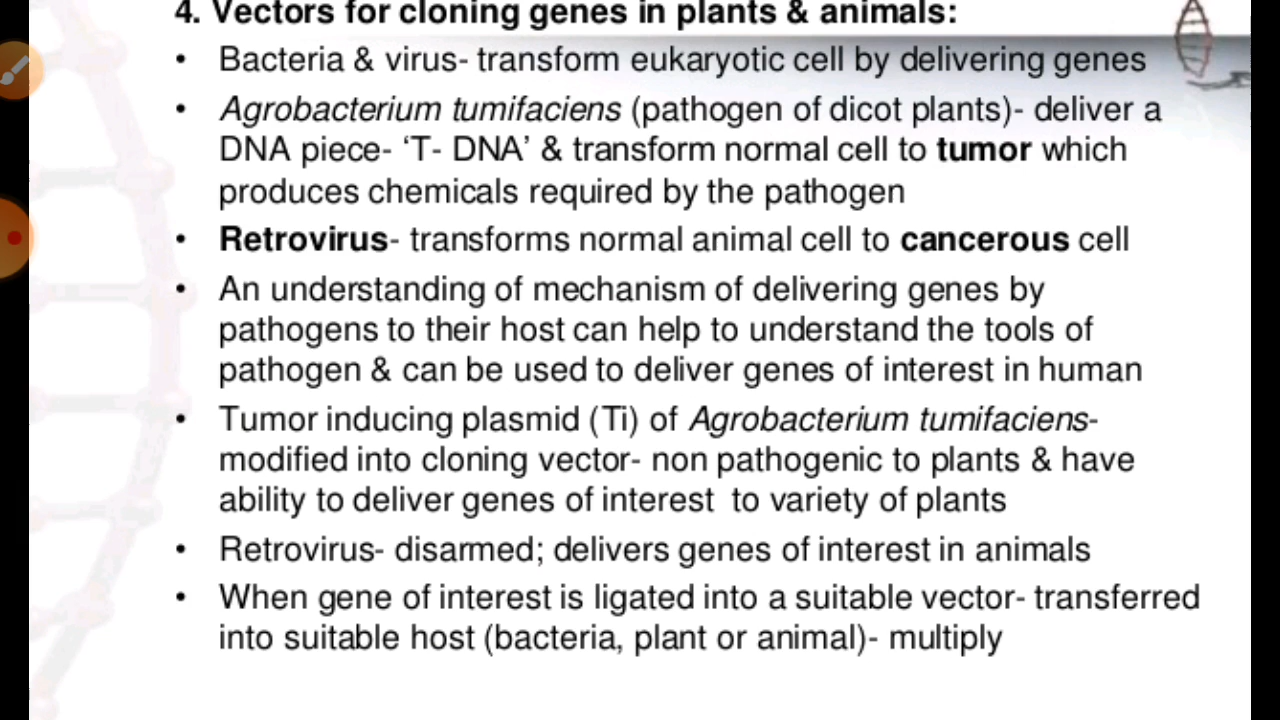 4. Vectors for cloning genes in plants & animals:
• Bacteria & virus- transform eukaryotic cell by delivering genes
• Agrobacterium tumifaciens (pathogen of dicot plants)- deliver a
DNA piece- ‘T- DNA’ & transform normal cell to tumor which
produces chemicals required by the pathogen
• Retrovirus- transforms normal animal cell to cancerous cell
• An understanding of mechanism of delivering genes by
pathogens to their host can help to understand the tools of
pathogen & can be used to deliver genes of interest in human
• Tumor inducing plasmid (Ti) of Agrobacterium tumifaciens-
modified into cloning vector- non pathogenic to plants & have
ability to deliver genes of interest to variety of plants
• Retrovirus- disarmed; delivers genes of interest in animals
• When gene of interest is ligated into a suitable vector- transferred
into suitable host (bacteria, plant or animal)- multiply